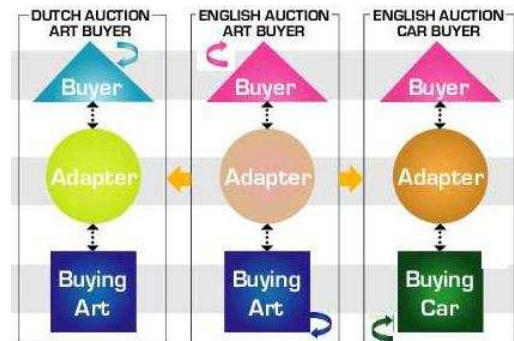 DUTCH AUCTION
ART BUYER
Buyer
Adapter
Buying
Art
ENGLISH AUCTION
ART BUYER
Buyer
Adapter
Buying
Art
ENGLISH AUCTION
CAR BUYER
Buyer
Adapter
Buying
Car